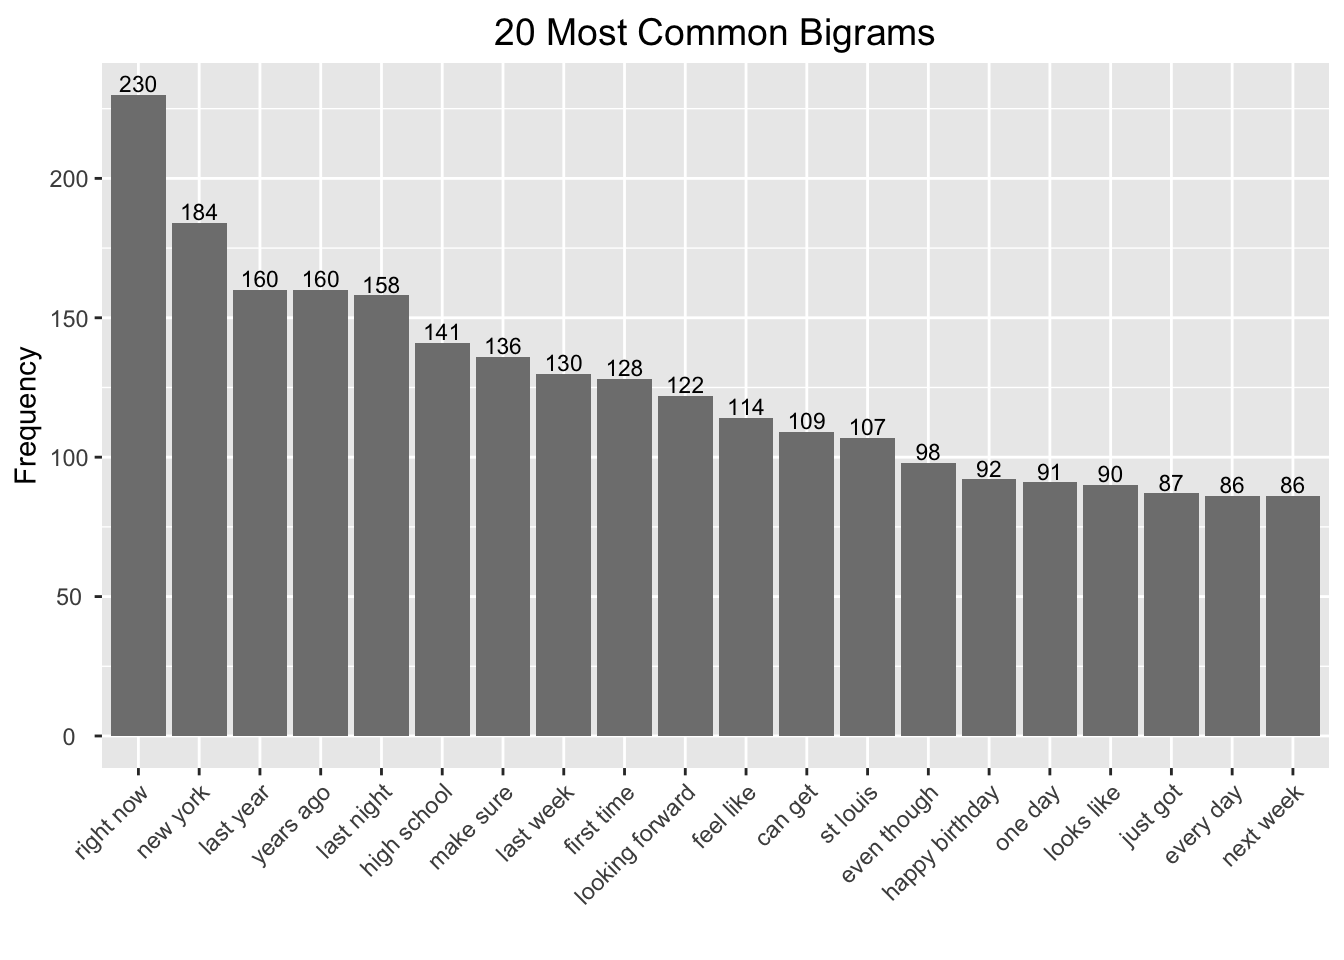 20 Most Common Bigrams
Frequency
200
150
100
50
0
230
184
160
160
158
141
136
130
128
122
114
109
107
98
92
91
90
87
86
86
right now
new york
last year
years ago
last night
high school
make sure
last week
first time
looking forward
feel like
can get
st louis
even though
happy birthday
one day
looks like
just got
every day
next week